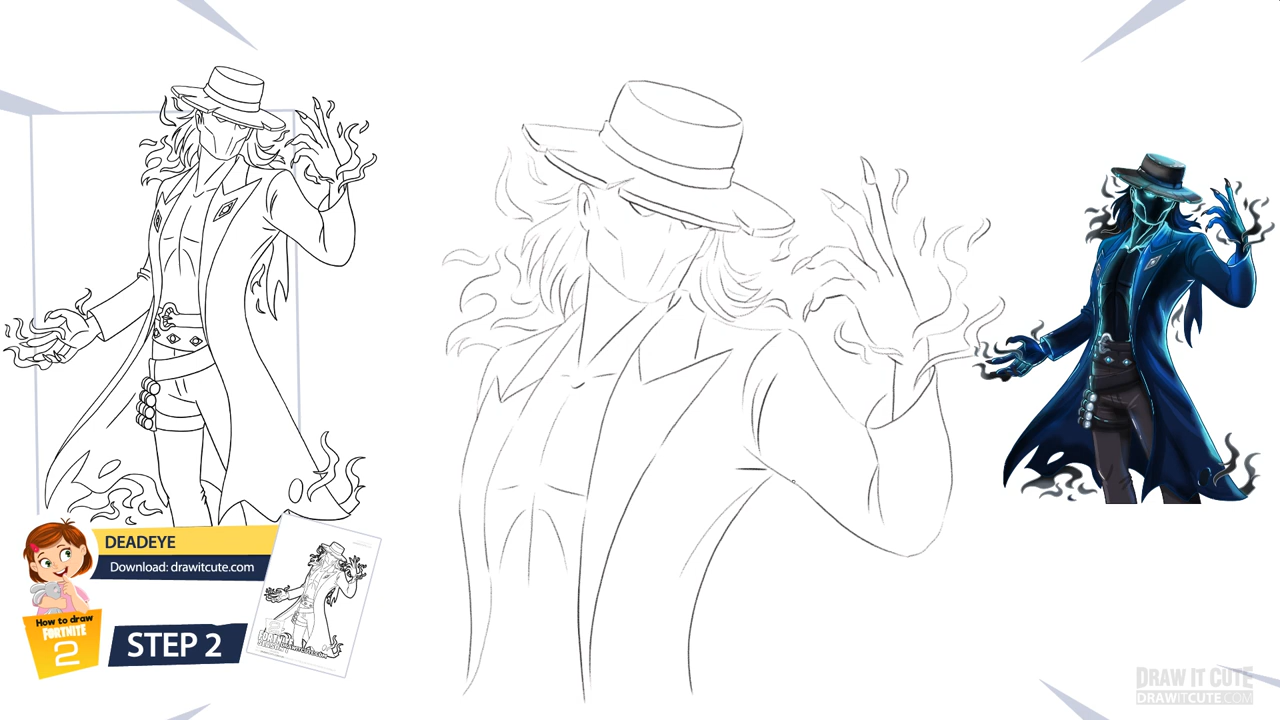 DEADEYE
Download: drawitcute.com
How to draw
FORTNITE
2
STEP 2
DRAW IT CUTE
DRAWITCUTE.COM